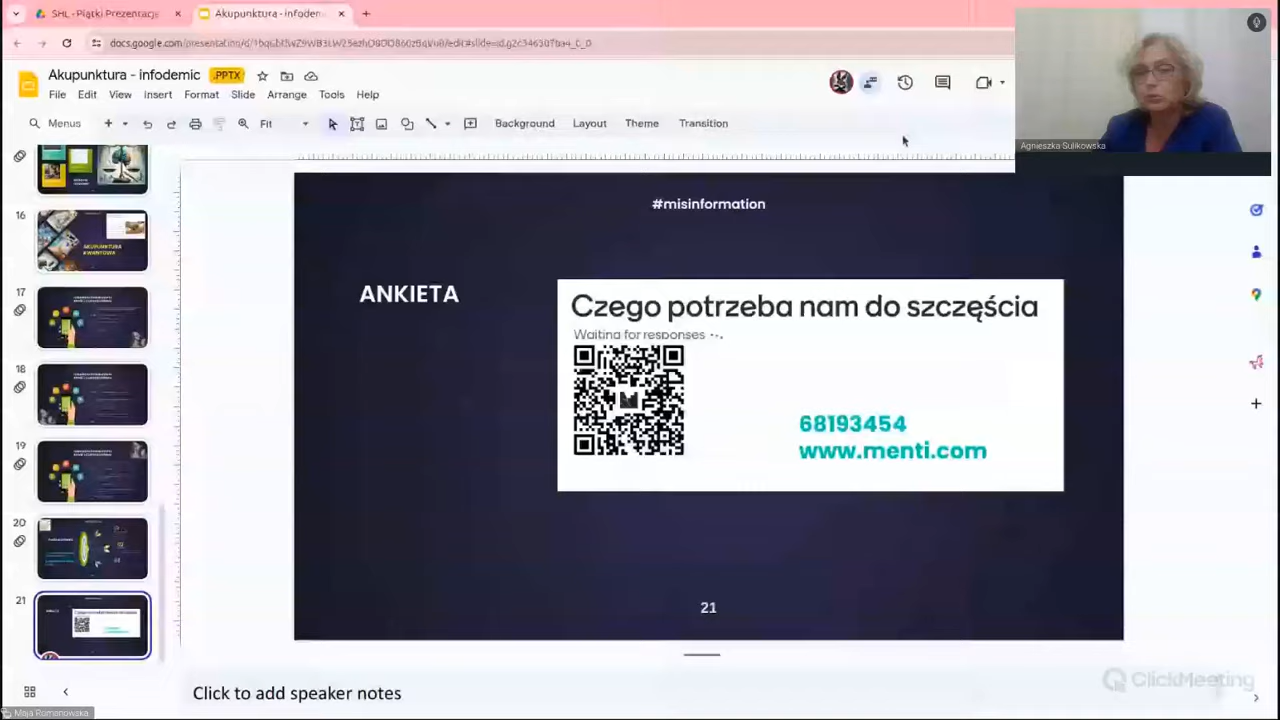 SHL - Piątki Prezentacje
Akupunktura - infodemi
Akupunktura - infodemic .PPTX
File Edit View Insert Format Slide Arrange Tools Help
Menus
Fit
Background Layout Theme Transition
Agnieszka Sulikowska
16
17
18
19
20
21
AKUPUNKTURA
#misinformation
ANKIETA
Czego potrzeba nam do szczęścia
Waiting for responses
68193454
www.menti.com
21
Click to add speaker notes
ClickMeeting
Maja Romanowska